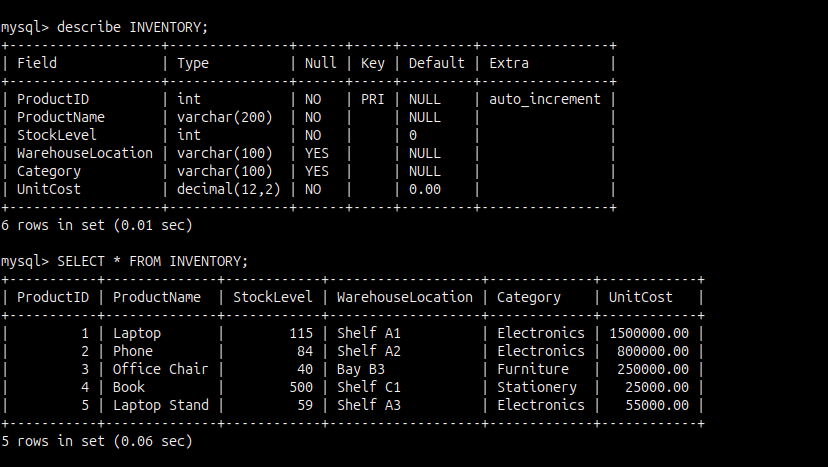 mysql> describe INVENTORY;
+-------------------+---------------+------+-----+---------+----------------+
| Field             | Type          | Null | Key | Default | Extra          |
+-------------------+---------------+------+-----+---------+----------------+
| ProductID         | int           | NO   | PRI | NULL    | auto_increment |
| ProductName       | varchar(200)  | NO   |     | NULL    |                |
| StockLevel        | int           | NO   |     | 0       |                |
| WarehouseLocation | varchar(100)  | YES  |     | NULL    |                |
| Category          | varchar(100)  | YES  |     | NULL    |                |
| UnitCost          | decimal(12,2) | NO   |     | 0.00    |                |
+-------------------+---------------+------+-----+---------+----------------+
6 rows in set (0.01 sec)
mysql> SELECT * FROM INVENTORY;
+-----------+--------------+------------+-------------------+-------------+------------+
| ProductID | ProductName  | StockLevel | WarehouseLocation | Category    | UnitCost   |
+-----------+--------------+------------+-------------------+-------------+------------+
|         1 | Laptop       |        115 | Shelf A1          | Electronics | 1500000.00 |
|         2 | Phone        |         84 | Shelf A2          | Electronics |  800000.00 |
|         3 | Office Chair |         40 | Bay B3            | Furniture   |  250000.00 |
|         4 | Book         |        500 | Shelf C1          | Stationery  |   25000.00 |
|         5 | Laptop Stand |         59 | Shelf A3          | Electronics |   55000.00 |
+-----------+--------------+------------+-------------------+-------------+------------+
5 rows in set (0.06 sec)